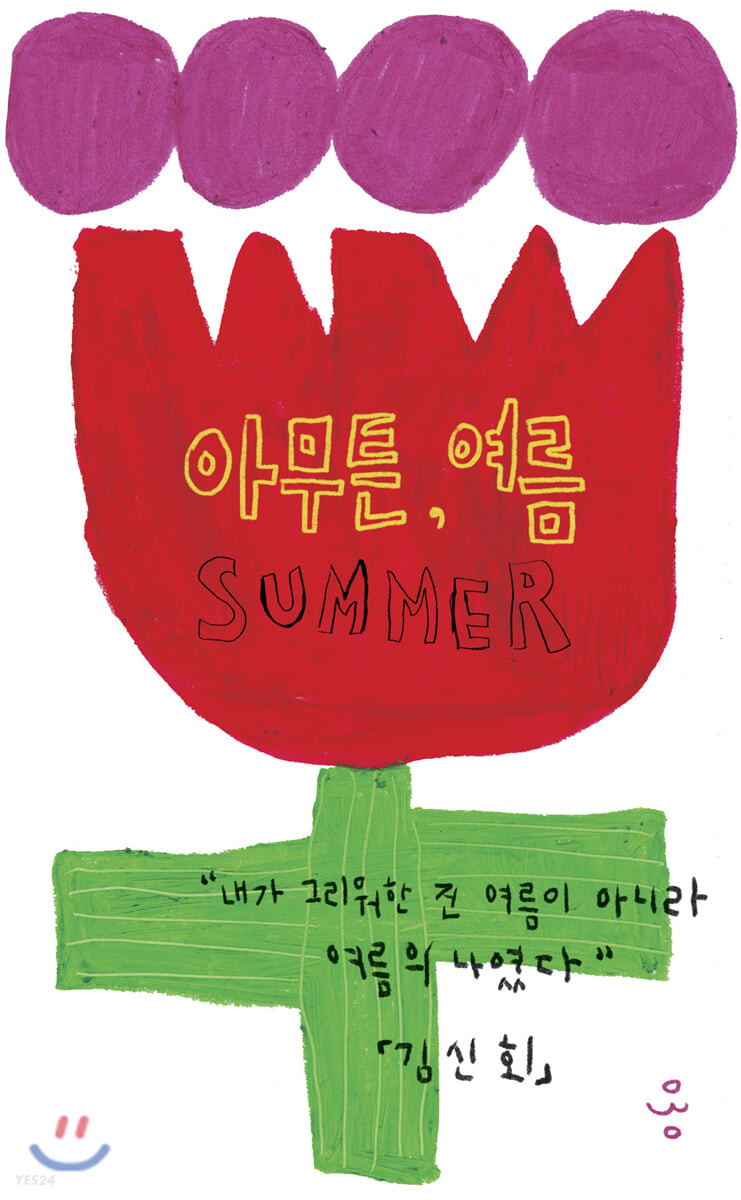 아무튼, 여름
SUMMER
"내가 그리워한 건 여름이 아니라
여름의 나였다"
「김신회」
030
YES24